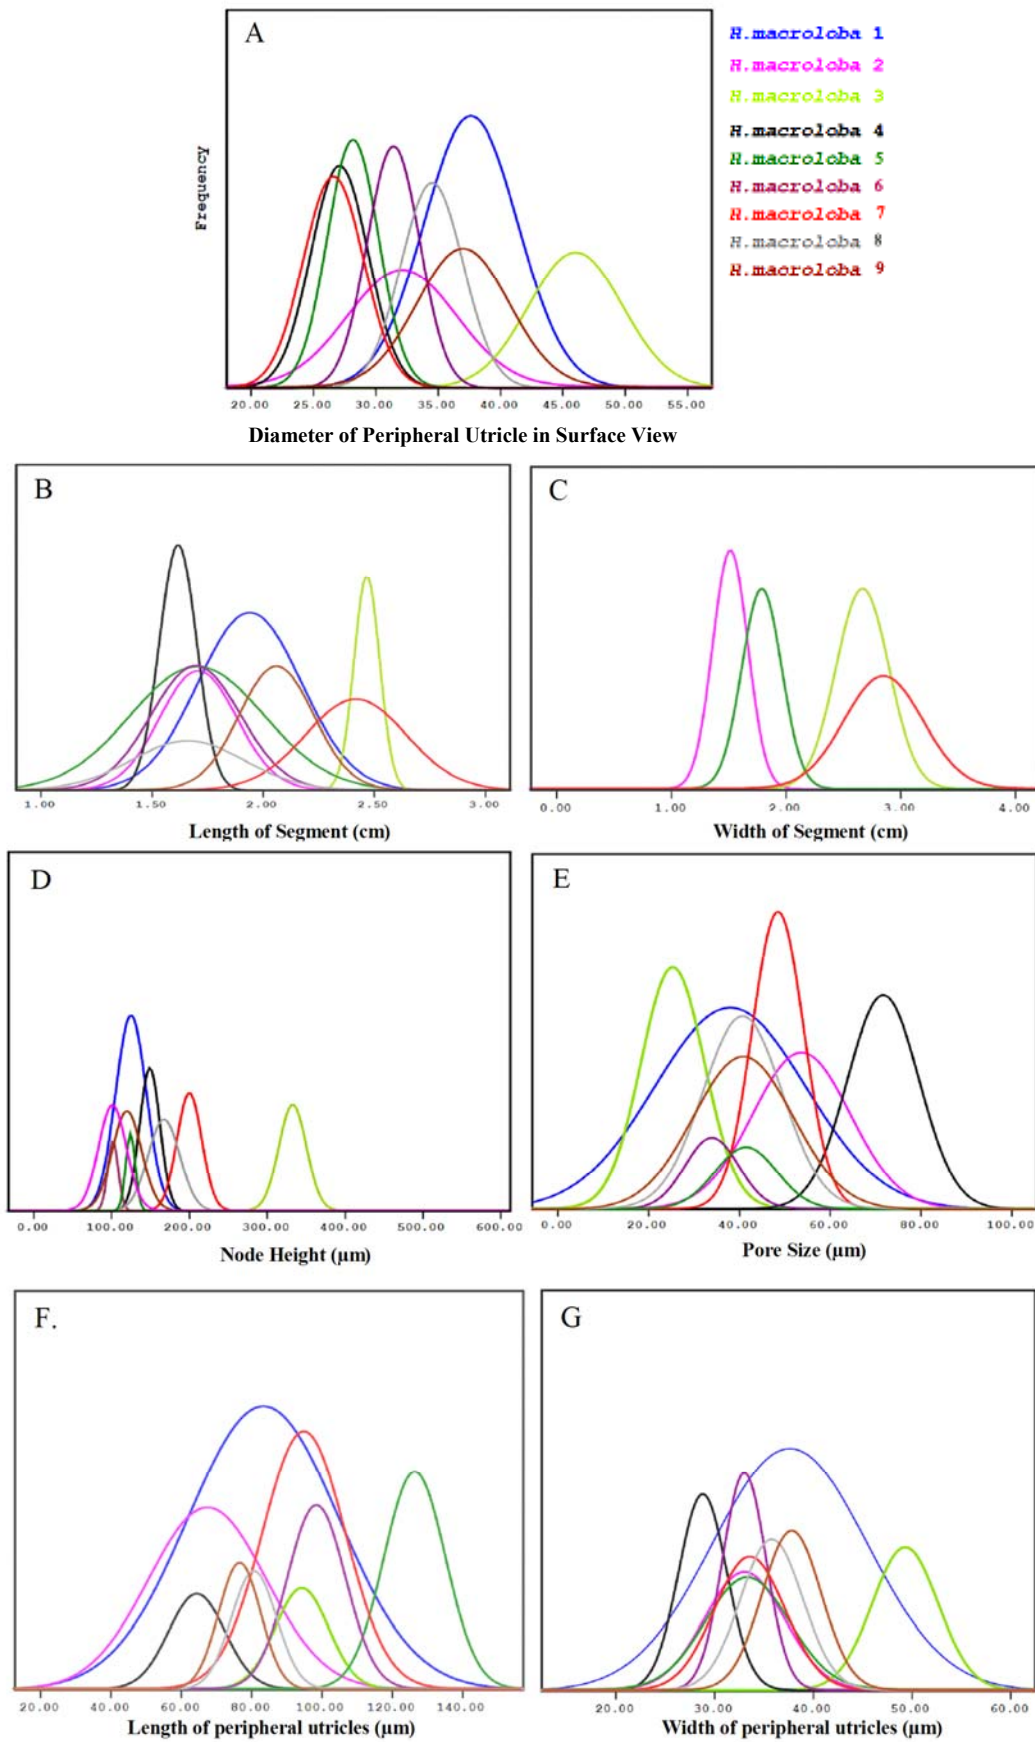 A
H.macroloba 1
H.macroloba 2
H.macroloba 3
H.macroloba 4
H.macroloba 5
H.macroloba 6
H.macroloba 7
H.macroloba 8
H.macroloba 9
Frequency
20.00 25.00 30.00 35.00 40.00 45.00 50.00 55.00
Diameter of Peripheral Utricle in Surface View
B
1.00 1.50 2.00 2.50 3.00
Length of Segment (cm)
C
0.00 1.00 2.00 3.00 4.00
Width of Segment (cm)
D
0.00 100.00 200.00 300.00 400.00 500.00 600.00
Node Height (µm)
E
0.00 20.00 40.00 60.00 80.00 100.00
Pore Size (µm)
F.
20.00 40.00 60.00 80.00 100.00 120.00 140.00
Length of peripheral utricles (µm)
G
20.00 30.00 40.00 50.00 60.00
Width of peripheral utricles (µm)